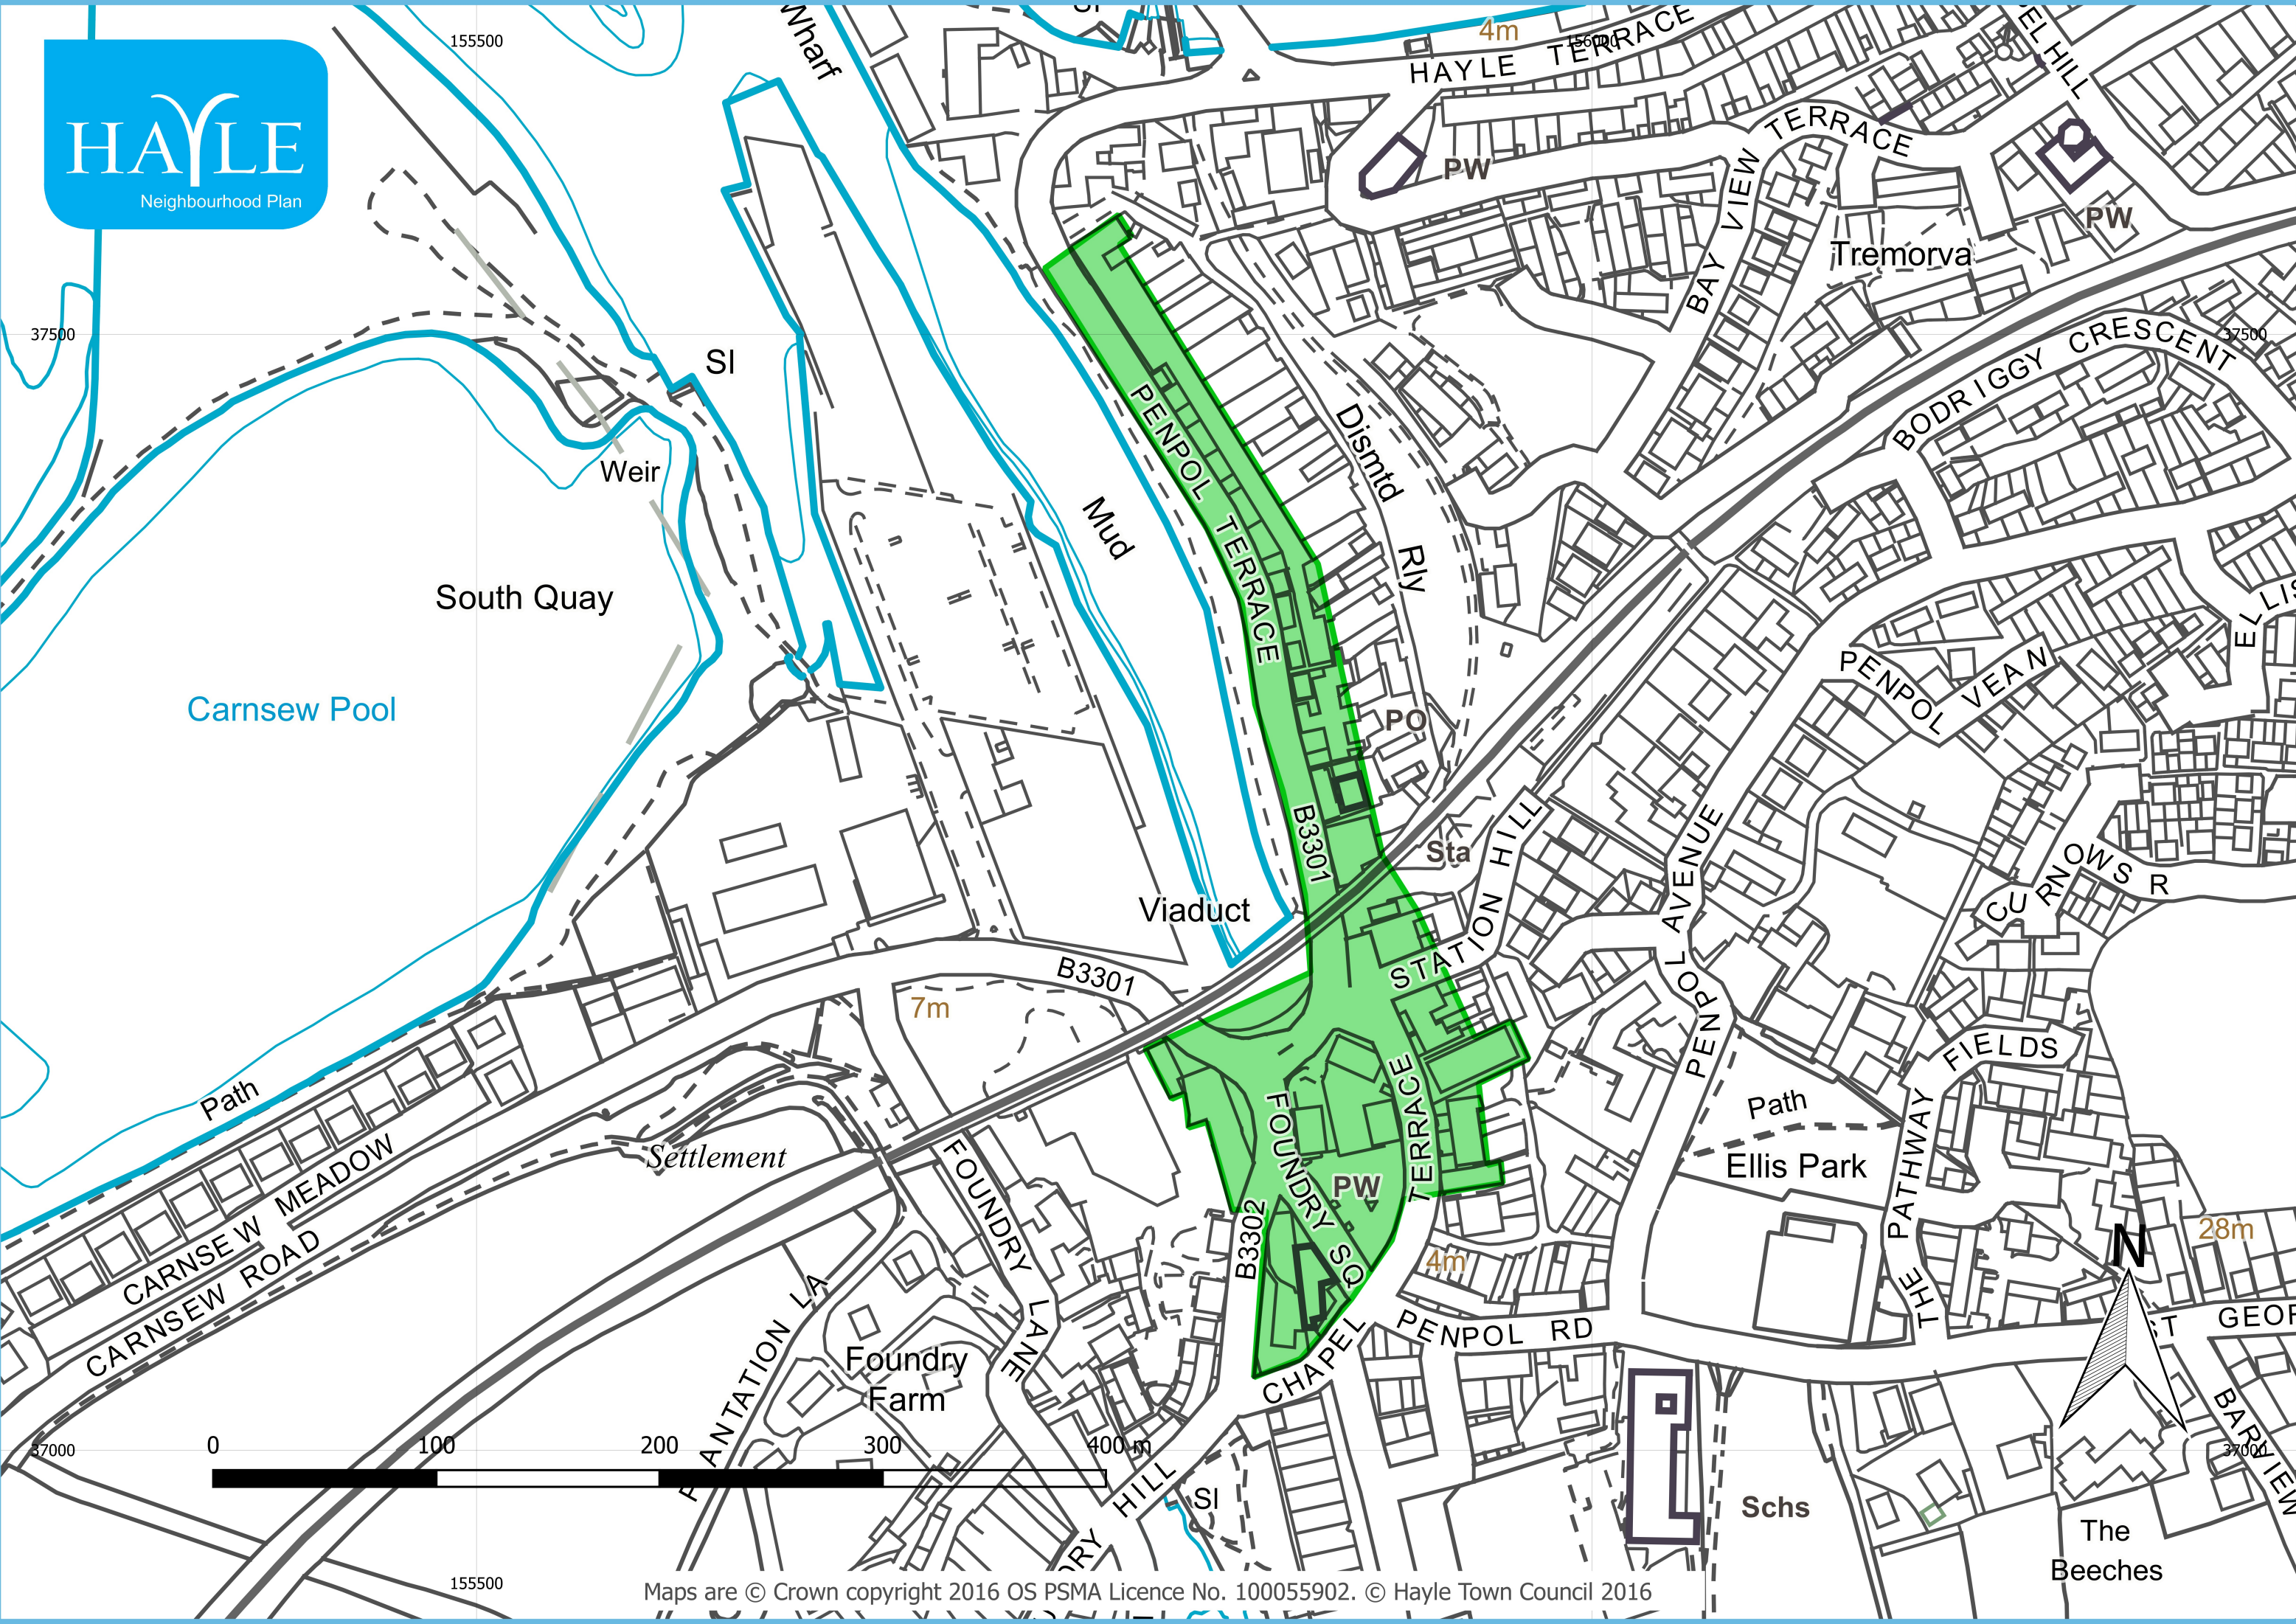 155500
Wharf
4m
HAYLE TERRACE
156000
HAYLE
Neighbourhood Plan
PW
BAY VIEW TERRACE
PW
Tremorva
37500
37500
SI
BODRIGGY CRESCENT
PENPOL TERRACE
Dismtd Rly
Weir
Mud
South Quay
PENPOL VEAN
Carnsew Pool
PO
B3301
Sta
STATION HILL
PENPOL AVENUE
CURNOWS R
Viaduct
B3301
7m
FIELDS
Path
Path
Settlement
FOUNDRY LANE
FOUNDRY SQ
TERRACE
PW
Ellis Park
THE PATHWAY
CARNSEW MEADOW
CARNSEW ROAD
B3302
4m
N
28m
PENPOL RD
CHAPEL
Foundry
Farm
BARVIEW
37000
0 100 200 300 400 m
37000
HILL
SI
Schs
The
Beeches
155500
Maps are © Crown copyright 2016 OS PSMA Licence No. 100055902. © Hayle Town Council 2016